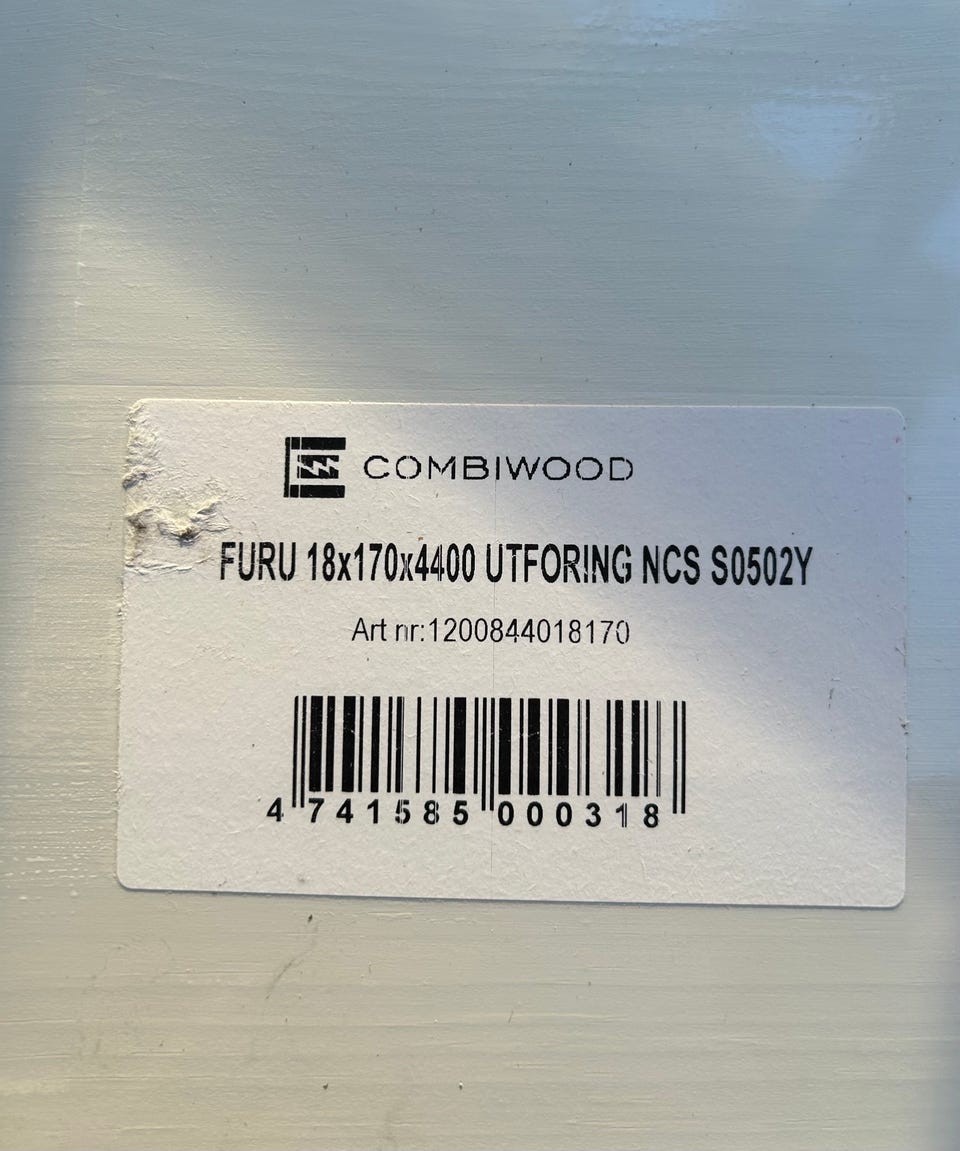 COMBIWOOD
FURU 18x170x4400 UTFORING NCS S0502Y
Art nr:1200844018170
4 741585 000318